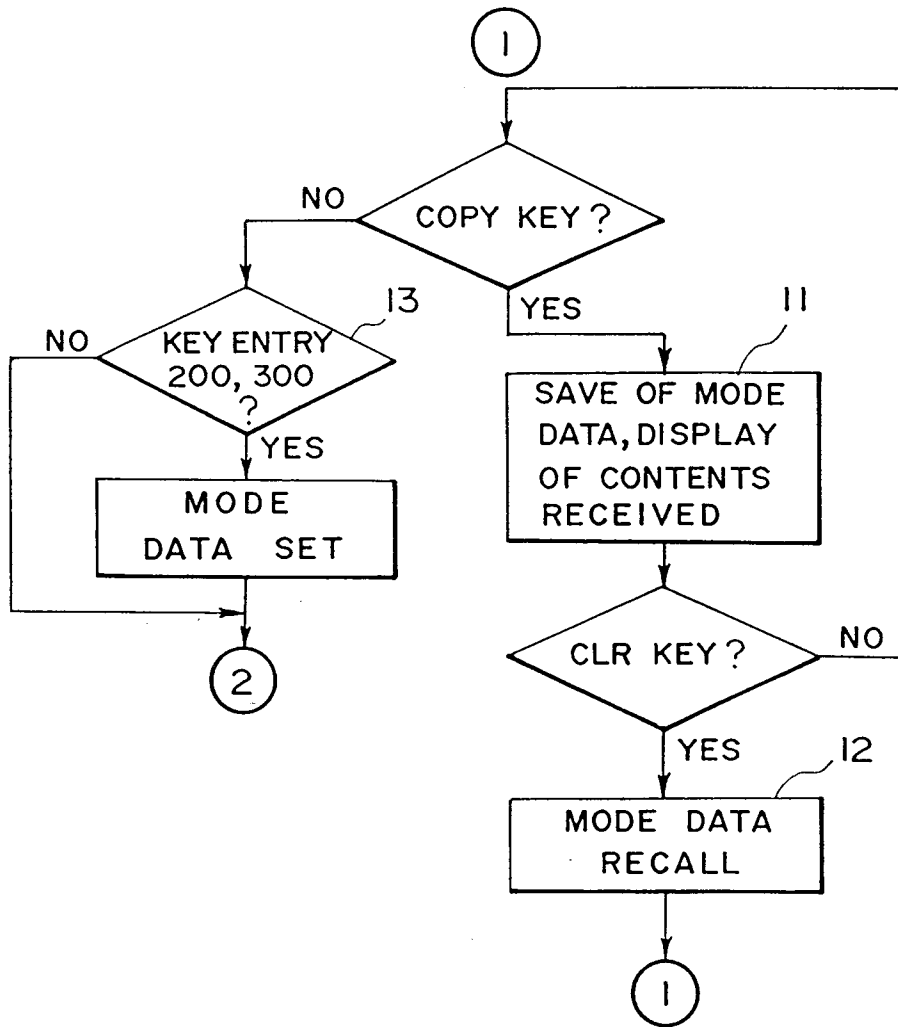 1
COPY KEY?
NO
YES
13
11
NO
KEY ENTRY
200, 300
?
YES
SAVE OF MODE
DATA, DISPLAY
OF CONTENTS
RECEIVED
MODE
DATA SET
CLR KEY?
NO
2
YES
12
MODE DATA
RECALL
1